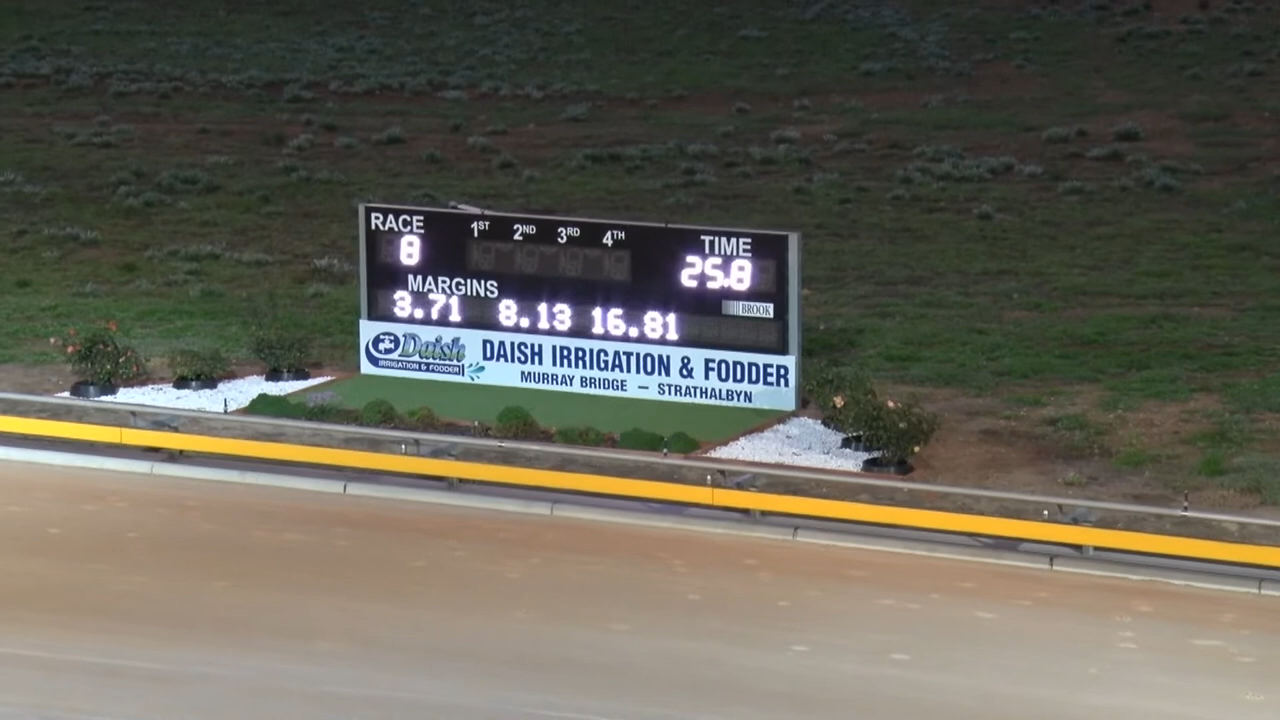 RACE 1ST 2ND 3RD 4TH TIME
8 25.8
MARGINS
3.71 8.13 16.81 BROOK
Daish
IRRIGATION & FODDER
DAISH IRRIGATION & FODDER
MURRAY BRIDGE – STRATHALBYN